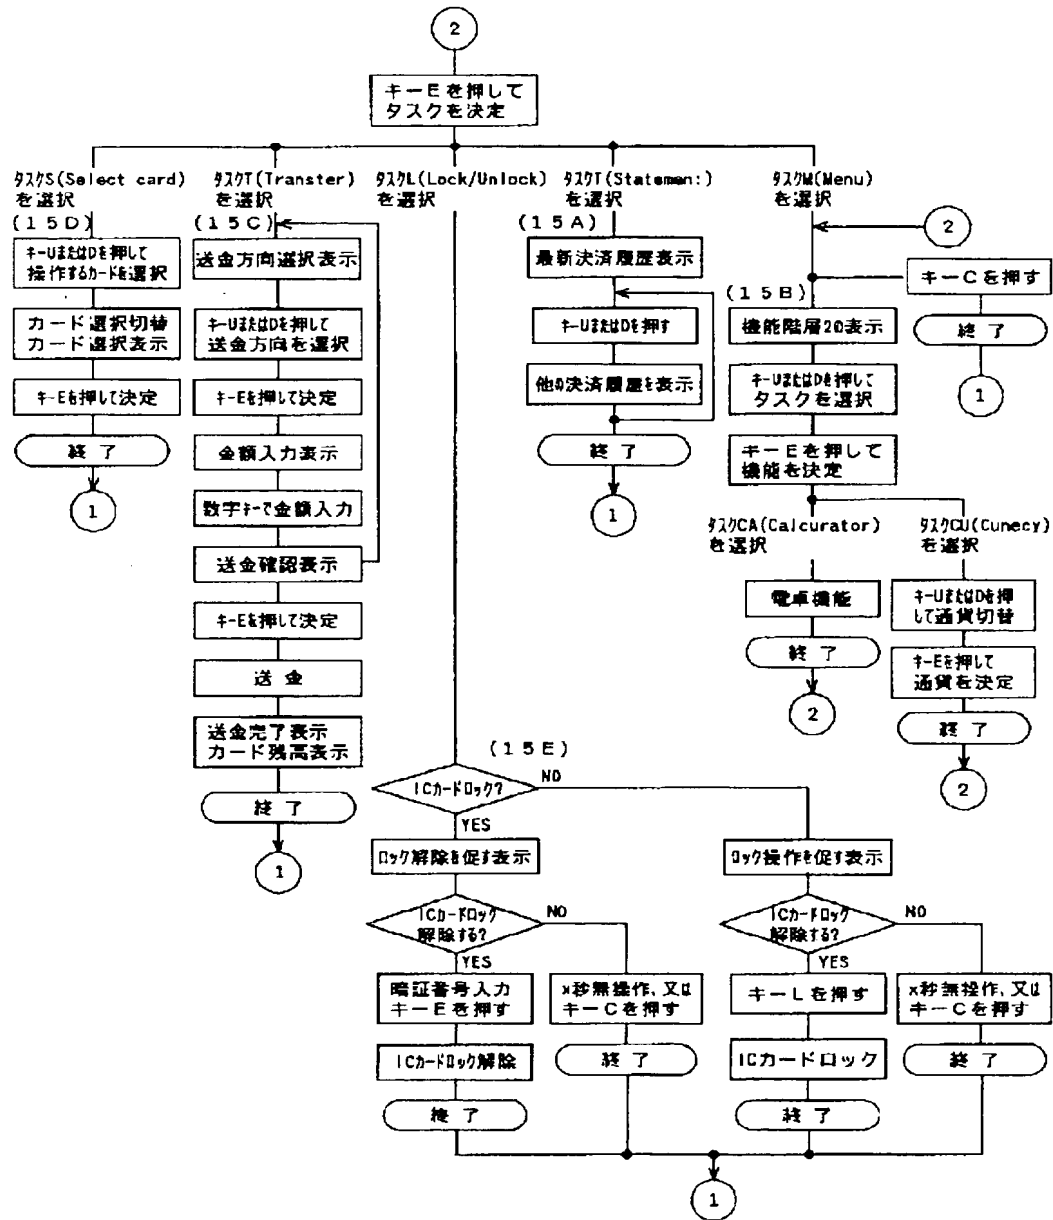 2
キーEを押して
タスクを決定
タスクS(Select card)
を選択
(15D)
キーUまたはDを押して
操作するカードを選択
カード選択切替
カード選択表示
キーEを押して決定
終了
1
タスクT(Transter)
を選択
(15C)
送金方向選択表示
キーUまたはDを押して
送金方向を選択
キーEを押して決定
金額入力表示
数字キーで金額入力
送金確認表示
キーEを押して決定
送金
送金完了表示
カード残高表示
終了
1
タスクL(Lock/Unlock)
を選択
タスクT(Statemen:)
を選択
(15A)
最新決済履歴表示
キーUまたはDを押す
他の決済履歴を表示
終了
1
タスクM(Menu)
を選択
2
キーCを押す
終了
1
(15B)
機能階層20表示
キーUまたはDを押して
タスクを選択
キーEを押して
機能を決定
タスクCA(Calcurator)
を選択
電卓機能
終了
2
タスクCU(Cunecy)
を選択
キーUまたはDを押
して通貨切替
キーEを押して
通貨を決定
終了
2
(15E)
ICカードロック?
NO
YES
ロック解除を促す表示
ICカードロック
解除する?
NO
YES
暗証番号入力
キーEを押す
ICカードロック解除
終了
x秒無操作、又は
キーCを押す
終了
ロック操作を促す表示
ICカードロック
解除する?
NO
YES
キーLを押す
ICカードロック
終了
x秒無操作、又は
キーCを押す
終了
1